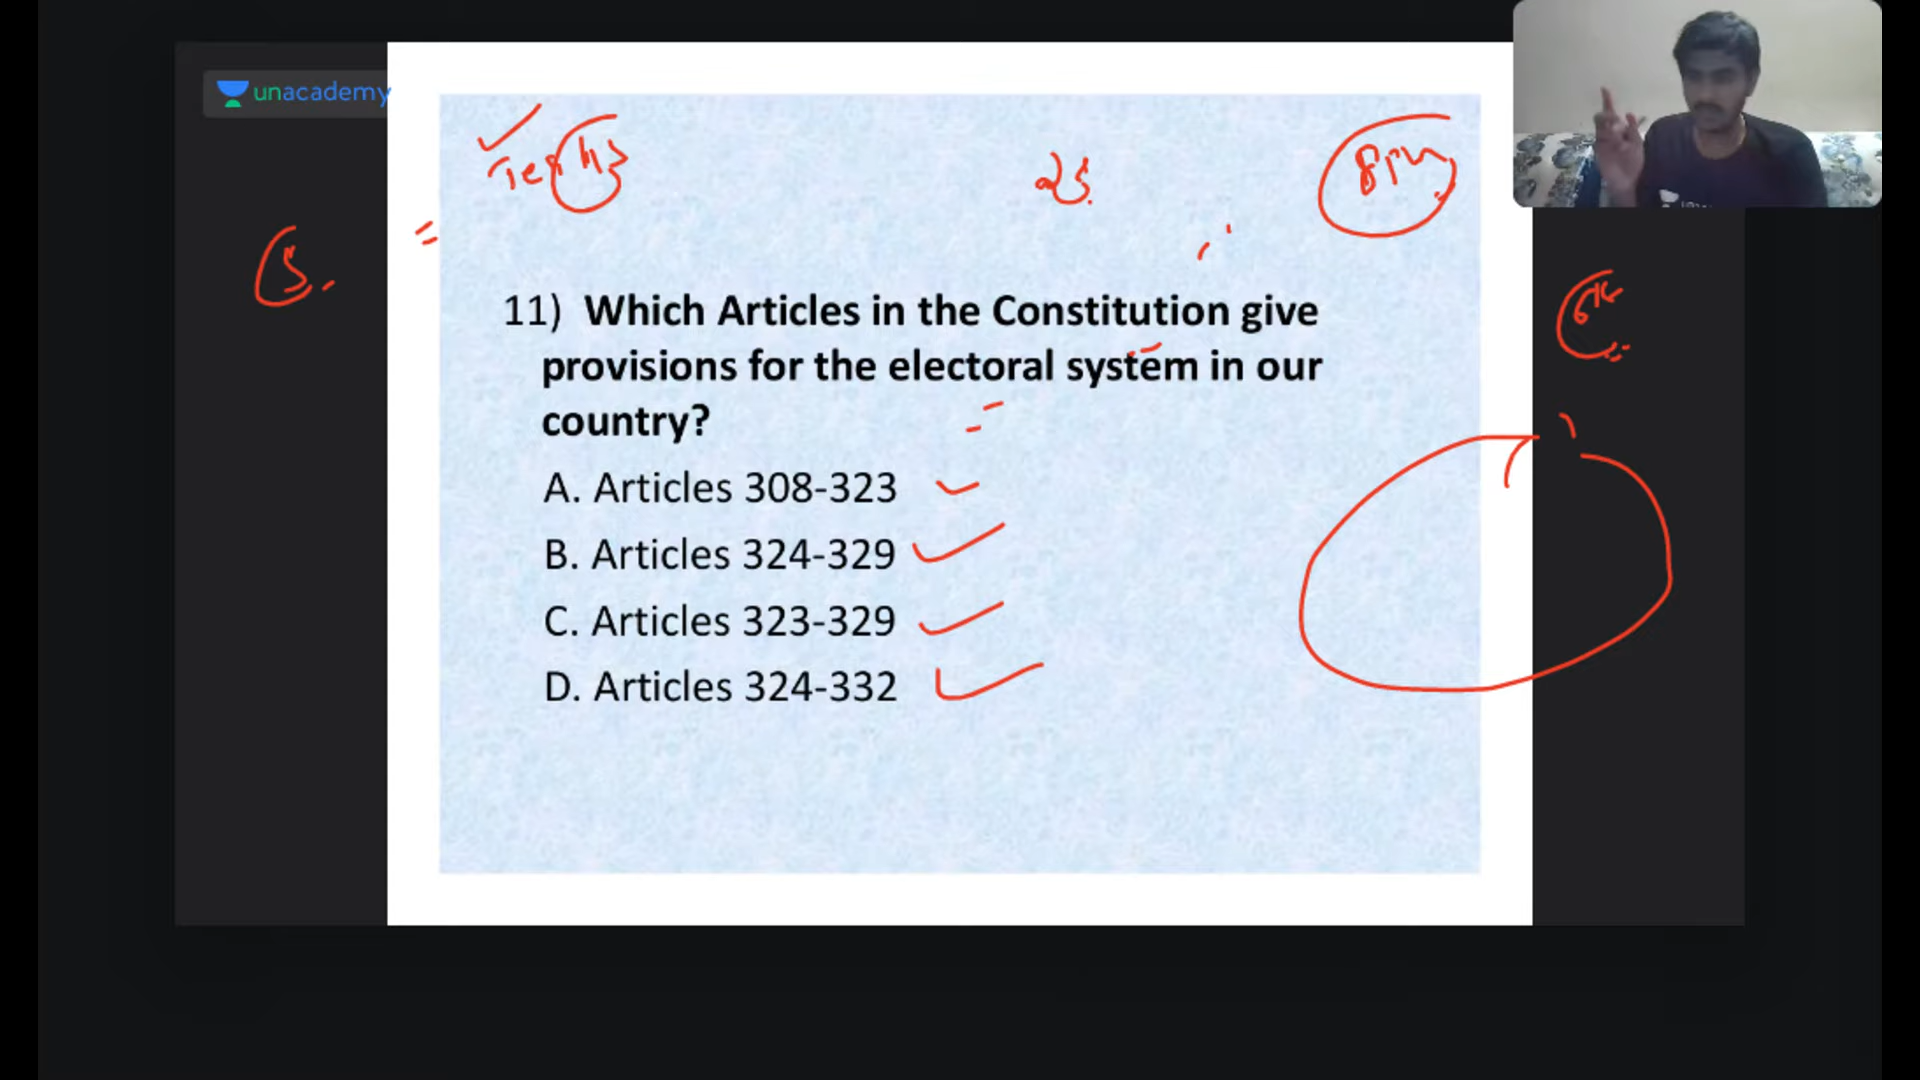 unacademy
25.
11) Which Articles in the Constitution give
provisions for the electoral system in our
country?
A. Articles 308-323
B. Articles 324-329
C. Articles 323-329
D. Articles 324-332